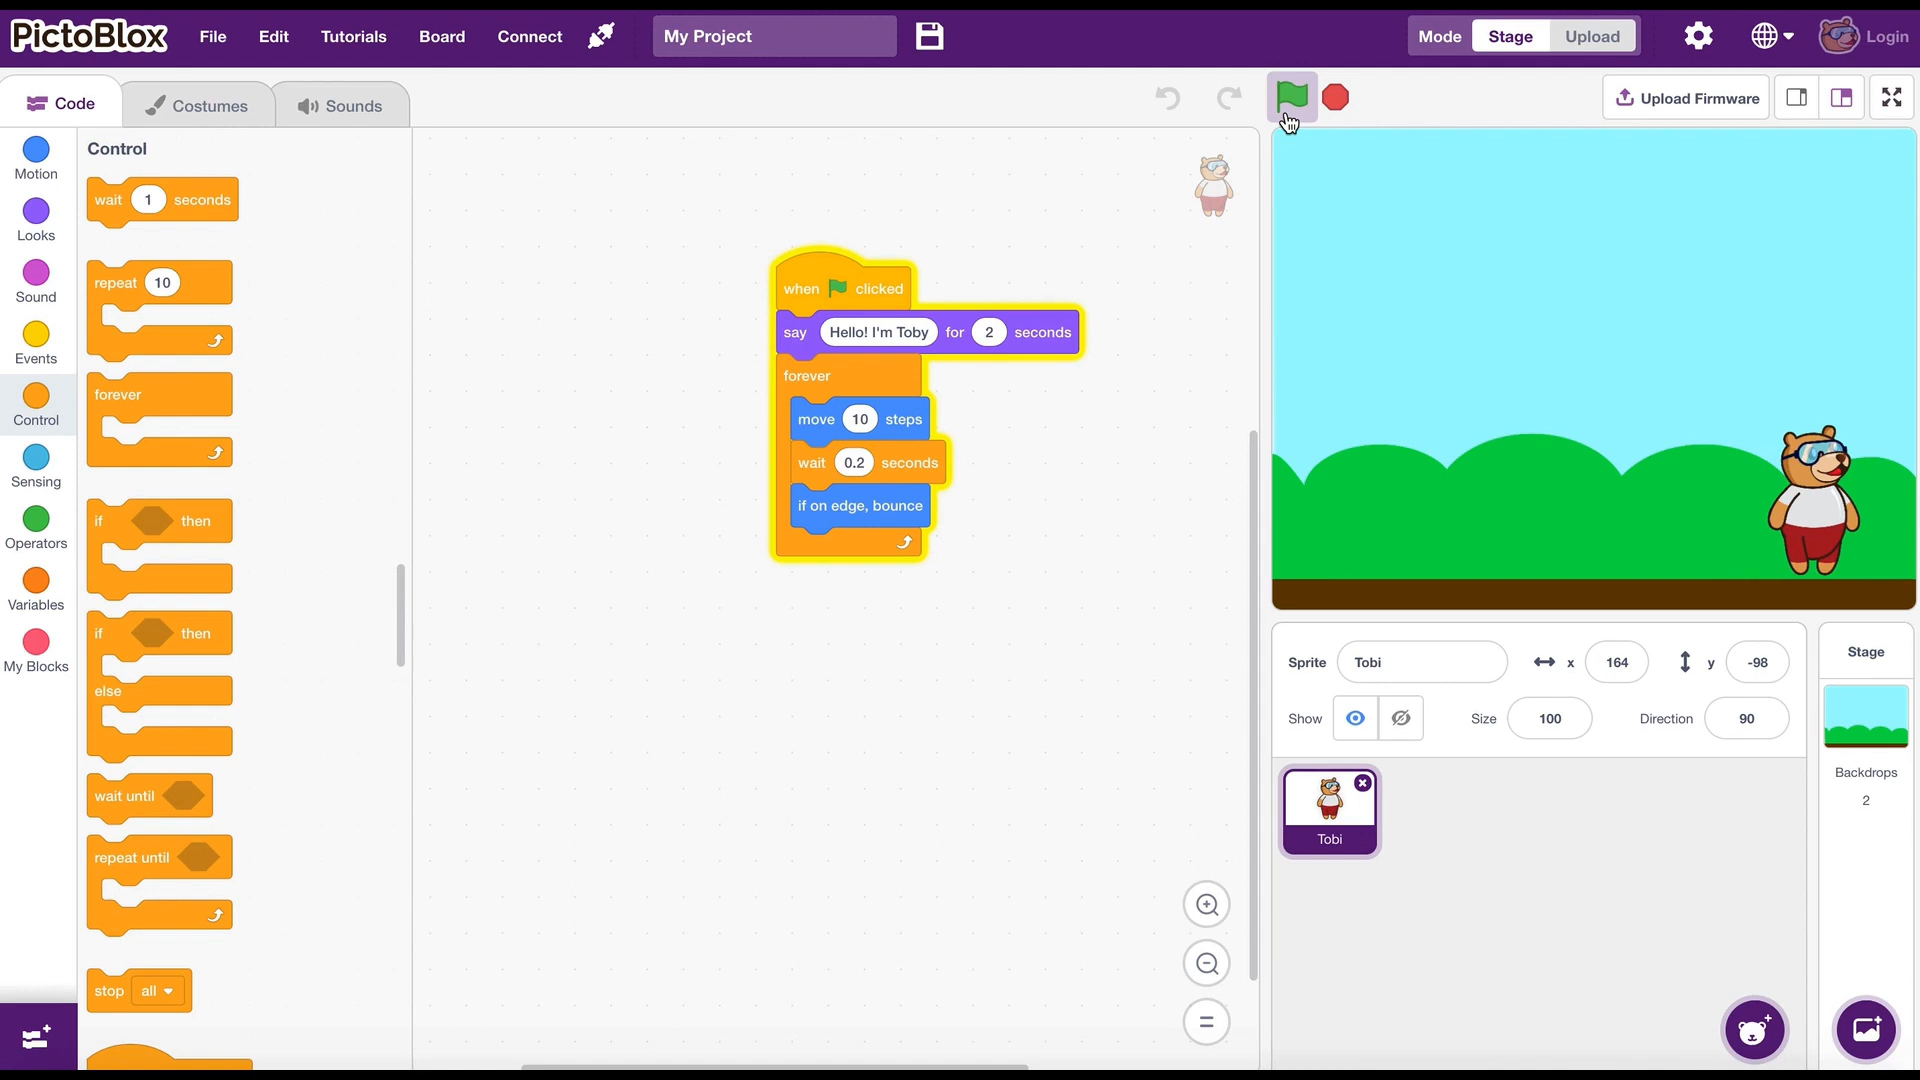 PictoBlox File Edit Tutorials Board Connect My Project Mode Stage Upload Login
Code Costumes Sounds Upload Firmware
Motion
Looks
Sound
Events
Control
Sensing
Operators
Variables
My Blocks
Control
wait 1 seconds
repeat 10
forever
if then
if then
else
wait until
repeat until
stop all
when clicked
say Hello! I'm Toby for 2 seconds
forever
move 10 steps
wait 0.2 seconds
if on edge, bounce
Sprite Tobi x 164 y -98
Show Size 100 Direction 90
Tobi
Stage
Backdrops
2